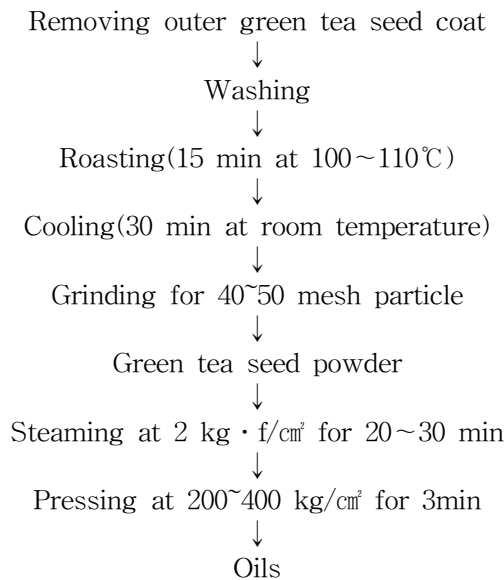 Removing outer green tea seed coat
↓
Washing
↓
Roasting(15 min at 100～110℃)
↓
Cooling(30 min at room temperature)
↓
Grinding for 40~50 mesh particle
↓
Green tea seed powder
↓
Steaming at 2 kg・f/㎠ for 20～30 min
↓
Pressing at 200~400 kg/㎠ for 3min
↓
Oils